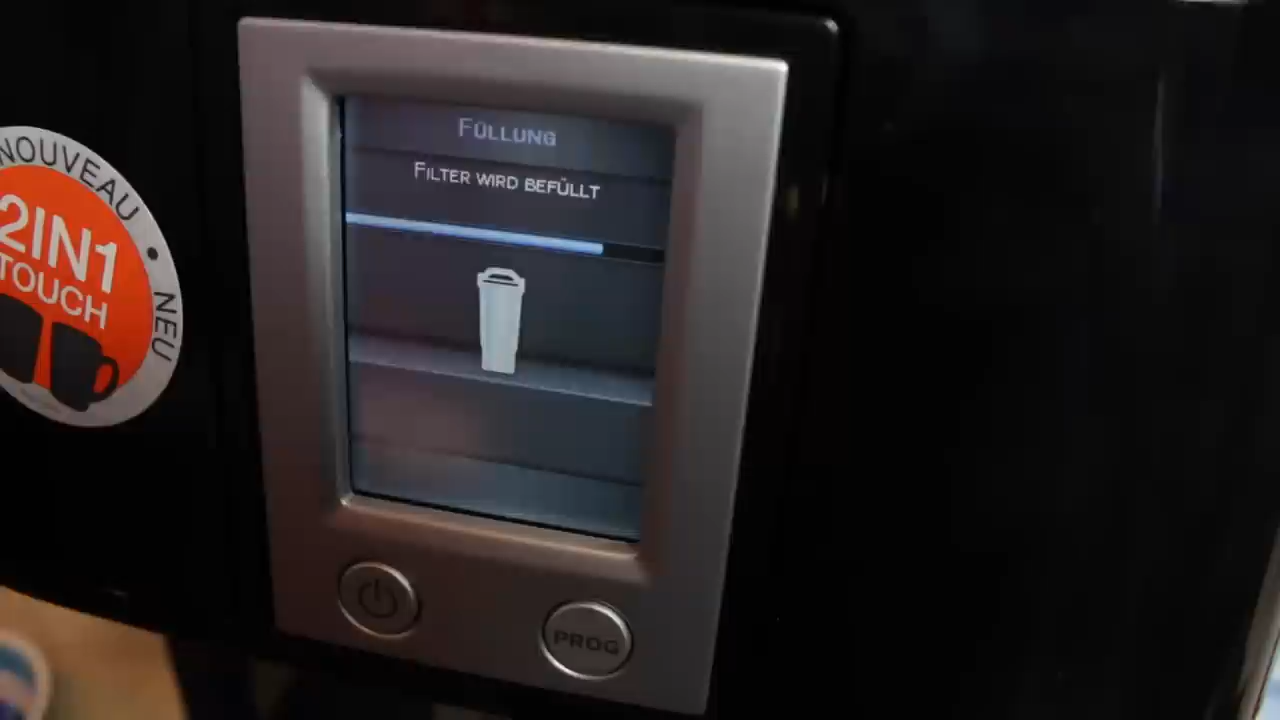 NOUVEAU • NEU
2IN1
TOUCH
FÜLLUNG
FILTER WIRD BEFÜLLT
PROG